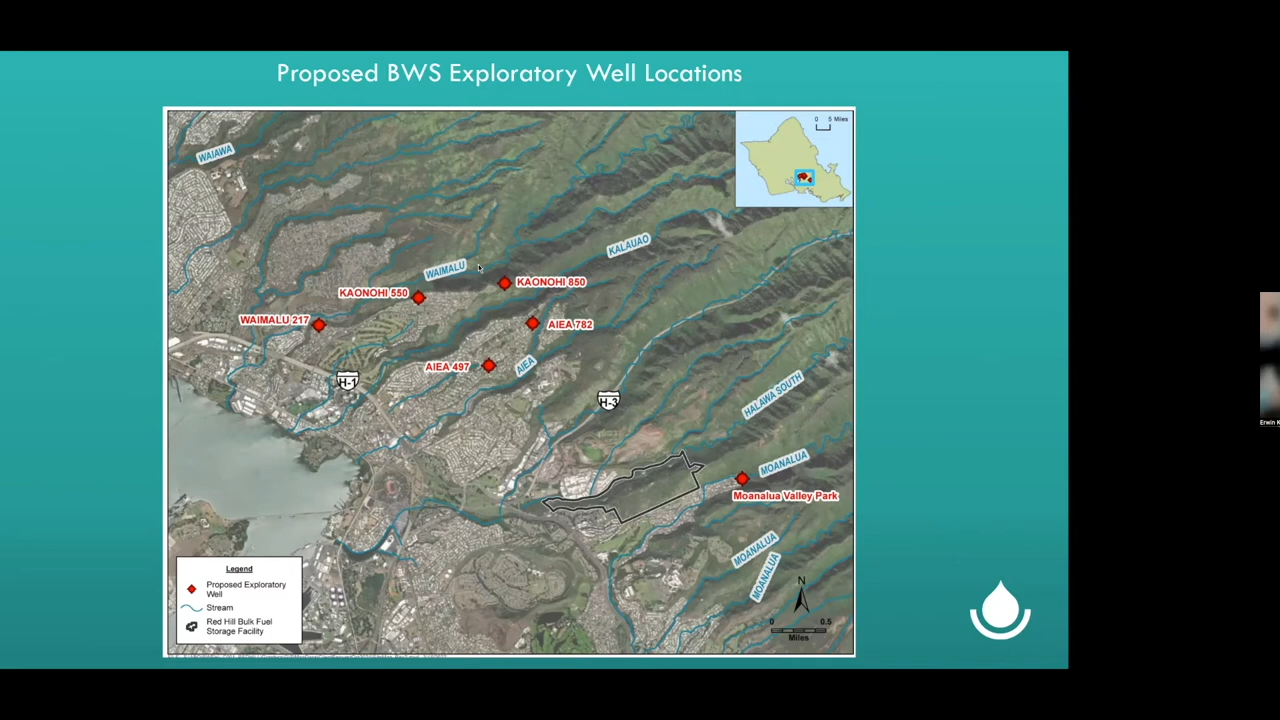 Proposed BWS Exploratory Well Locations
0 5 Miles
WAIAWA
KALAUAO
WAIMALU
KAONOHI 850
KAONOHI 550
WAIMALU 217
AIEA 782
AIEA 497
AIEA
H-1
H-3
HALAWA SOUTH
MOANALUA
Moanalua Valley Park
MOANALUA
MOANALUA
Legend
Proposed Exploratory
Well
Stream
Red Hill Bulk Fuel
Storage Facility
N
0 0.5
Miles
Erwin K